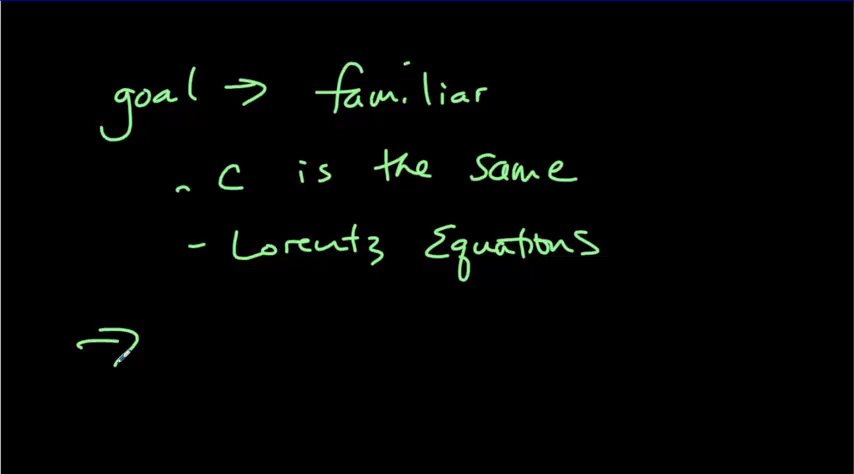 goal → familiar
- C is the same
- Lorentz Equations
⇒